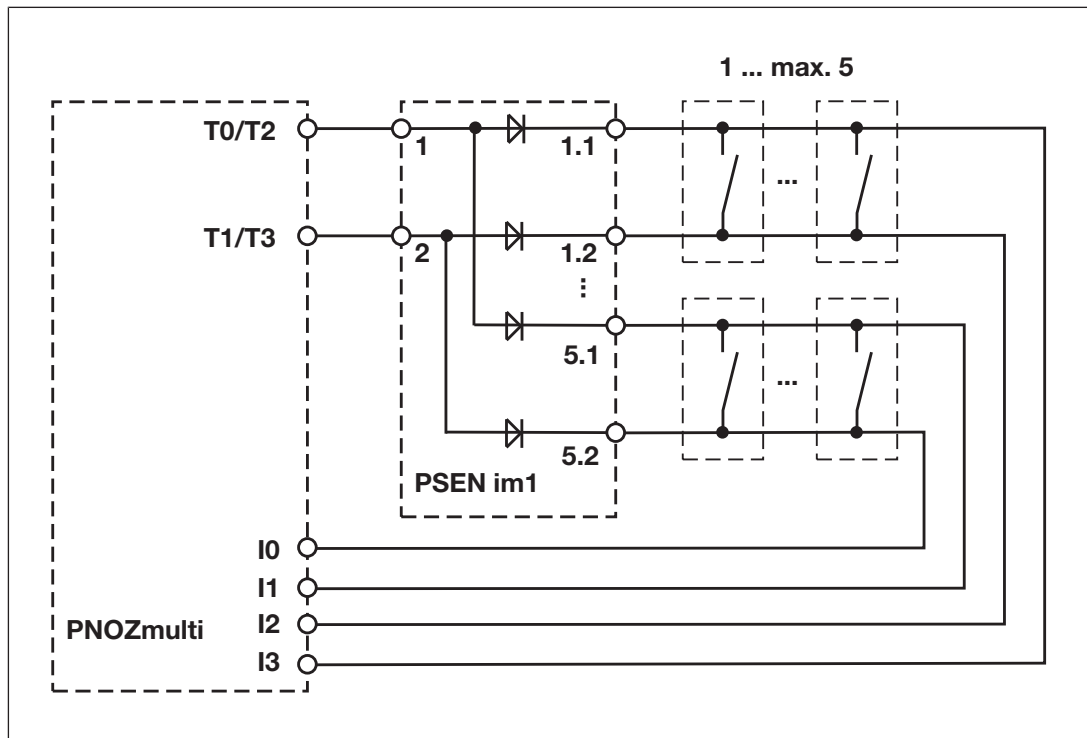 1 ... max. 5
T0/T2
1
1.1
...
T1/T3
2
1.2
...
5.1
...
5.2
PSEN im1
I0
I1
I2
I3
PNOZmulti